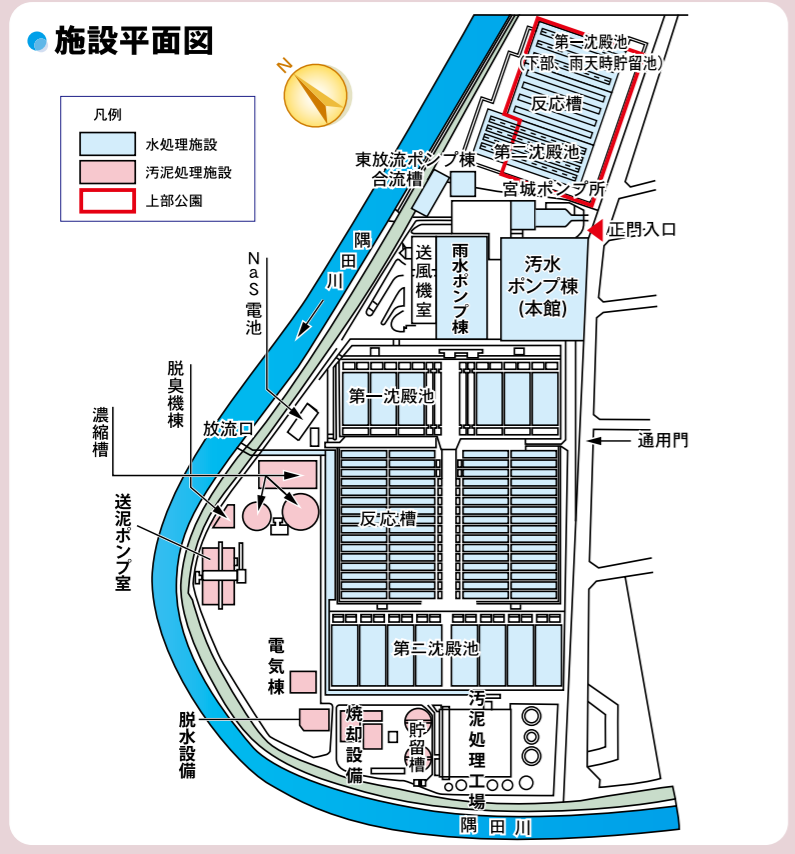 施設平面図
N
凡例
水処理施設
汚泥処理施設
上部公園
第一沈殿池
(下部、雨天時貯留池)
反応槽
第二沈殿池
東放流ポンプ棟
合流槽
宮城ポンプ所
正門入口
隅田川
送風機室
雨水ポンプ棟
汚水
ポンプ棟
(本館)
NaS電池
脱臭機棟
濃縮槽
放流口
第一沈殿池
通用門
送泥ポンプ室
反応槽
第二沈殿池
電気棟
脱水設備
焼却設備
貯留槽
汚泥処理工場
隅田川